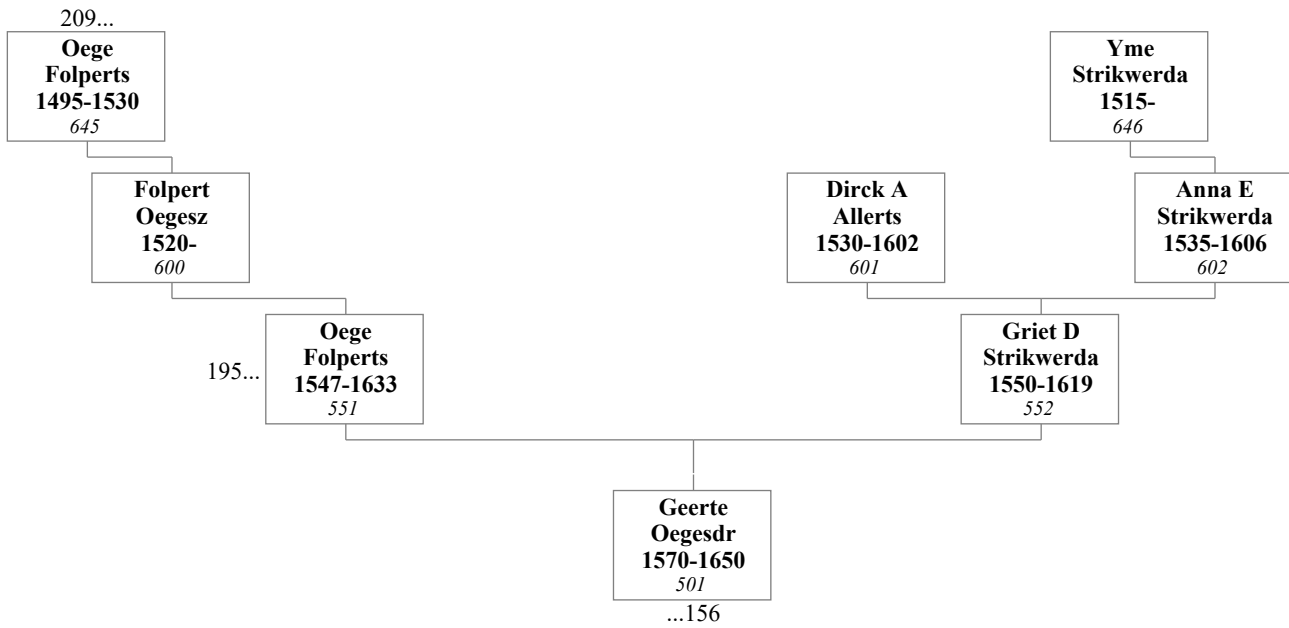 209...
Oege
Folperts
1495-1530
645
Yme
Strikwerda
1515-
646
Folpert
Oegesz
1520-
600
Dirck A
Allerts
1530-1602
601
Anna E
Strikwerda
1535-1606
602
195...
Oege
Folperts
1547-1633
551
Griet D
Strikwerda
1550-1619
552
Geerte
Oegesdr
1570-1650
501
...156